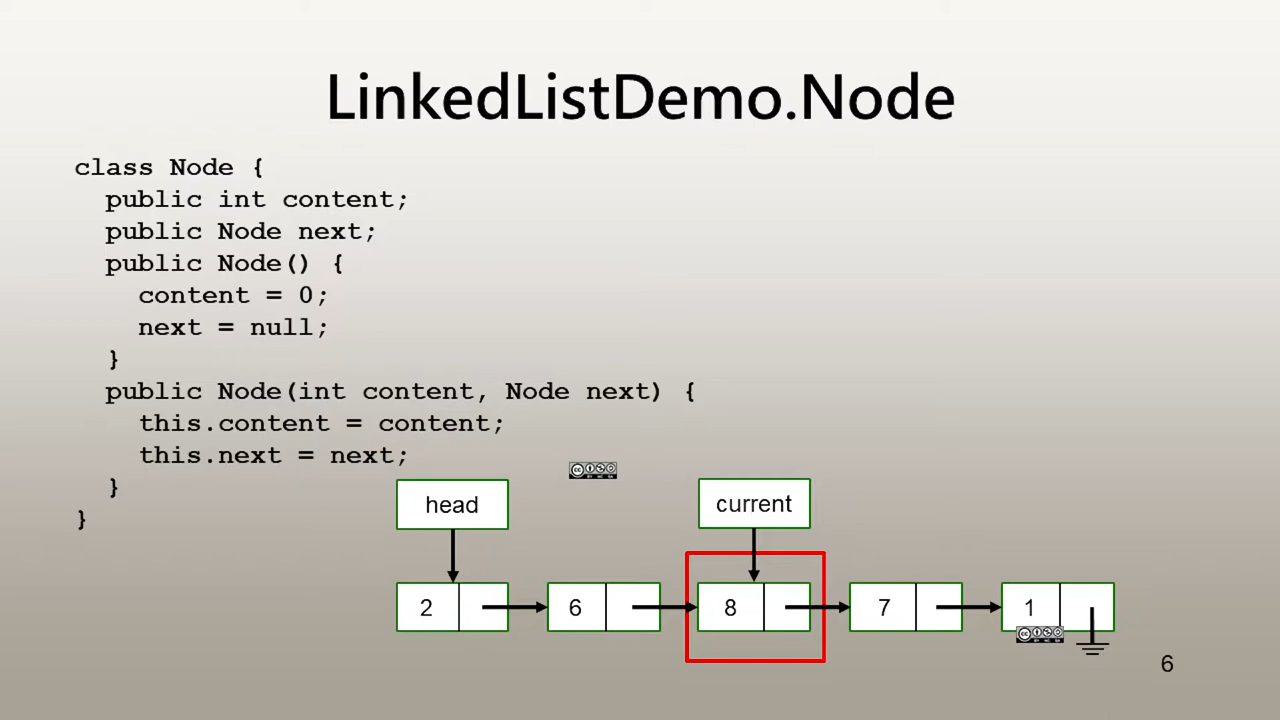 LinkedListDemo.Node
class Node {
public int content;
public Node next;
public Node() {
content = 0;
next = null;
}
public Node(int content, Node next) {
this.content = content;
this.next = next;
}
}
head
current
2
6
8
7
1
6